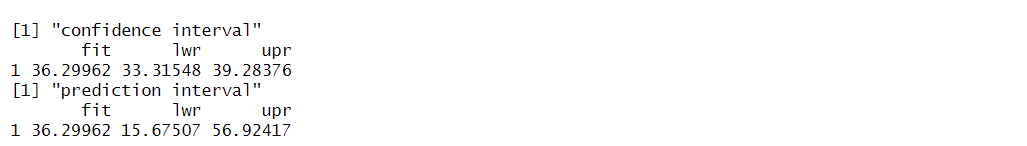 [1] "confidence interval"
       fit      lwr      upr
1 36.29962 33.31548 39.28376
[1] "prediction interval"
       fit      lwr      upr
1 36.29962 15.67507 56.92417